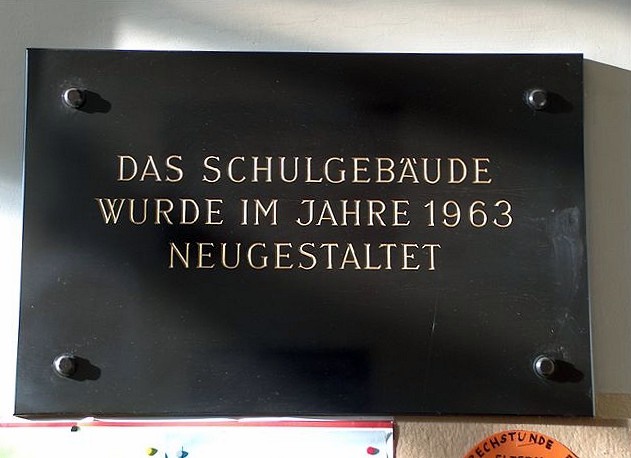 DAS SCHULGEBÄUDE
WURDE IM JAHRE 1963
NEUGESTALTET